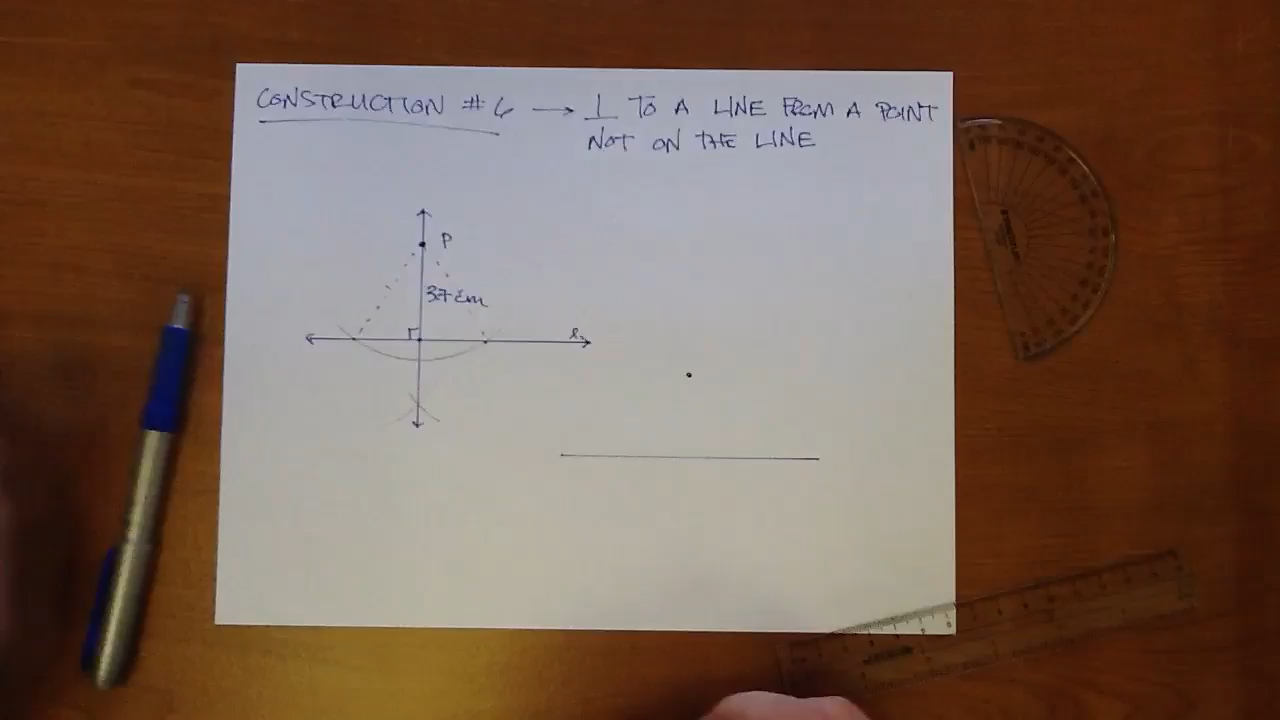 CONSTRUCTION # 6 → ⊥ TO A LINE FROM A POINT
NOT ON THE LINE
P
3.7 cm